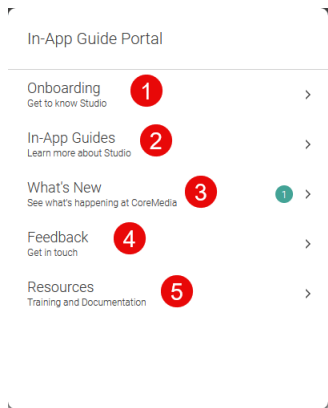 In-App Guide Portal
Onboarding
Get to know Studio
1
In-App Guides
Learn more about Studio
2
What's New
See what's happening at CoreMedia
3
1
Feedback
Get in touch
4
Resources
Training and Documentation
5